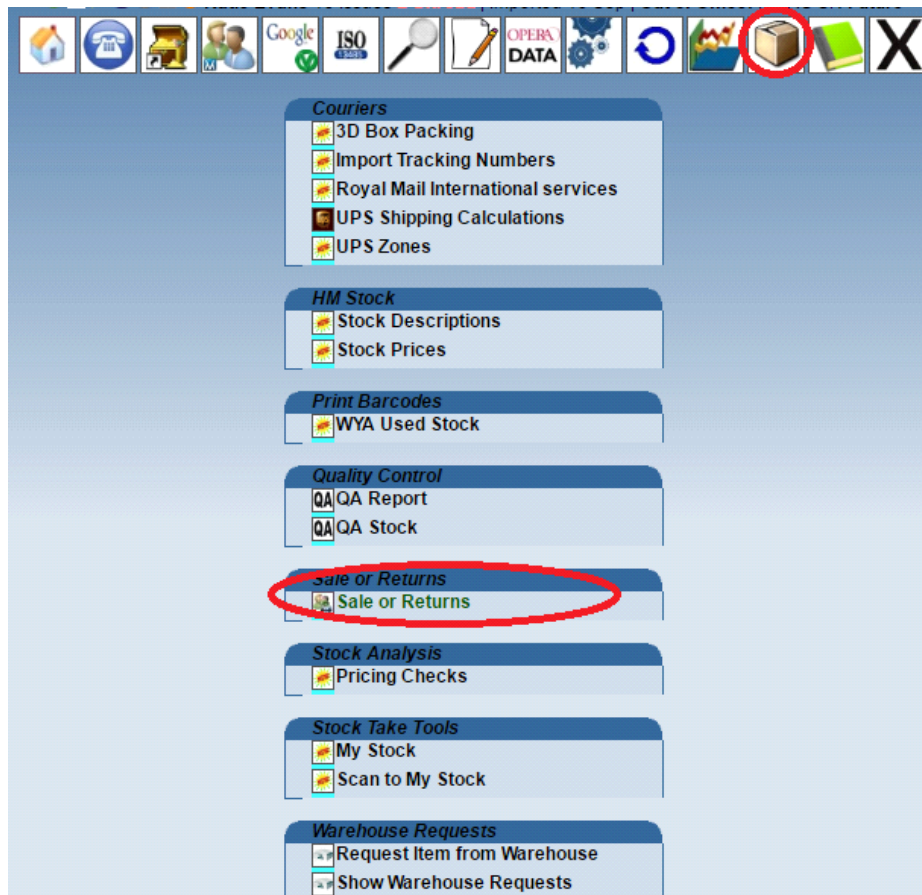 Google
ISO
13485
OPERA
DATA
M
X
Couriers
3D Box Packing
Import Tracking Numbers
Royal Mail International services
UPS Shipping Calculations
UPS Zones
HM Stock
Stock Descriptions
Stock Prices
Print Barcodes
WYA Used Stock
Quality Control
QA QA Report
QA QA Stock
Sale or Returns
Sale or Returns
Stock Analysis
Pricing Checks
Stock Take Tools
My Stock
Scan to My Stock
Warehouse Requests
Request Item from Warehouse
Show Warehouse Requests